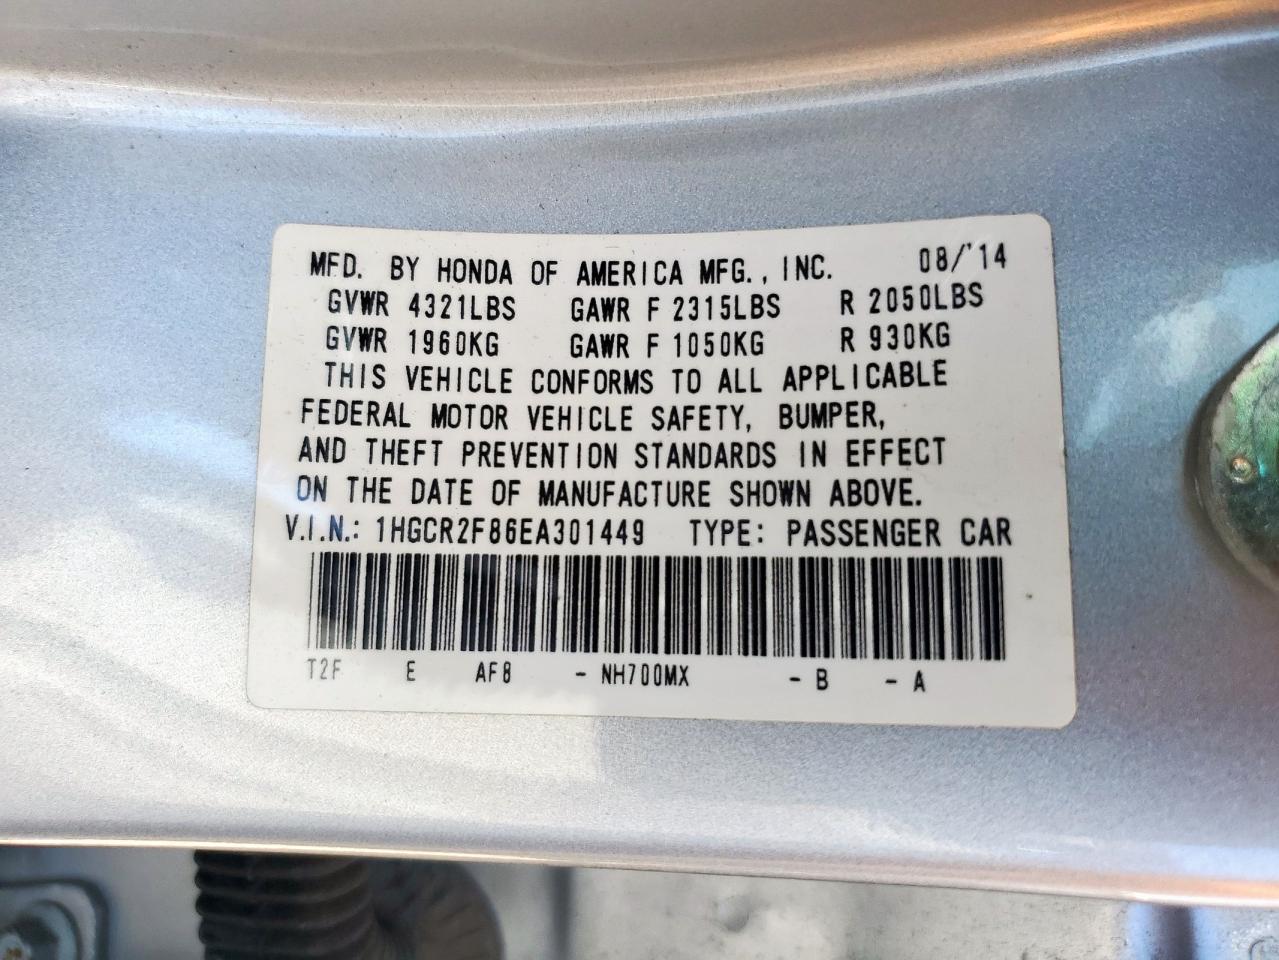 MFD. BY HONDA OF AMERICA MFG., INC. 08/'14
GVWR 4321LBS GAWR F 2315LBS R 2050LBS
GVWR 1960KG GAWR F 1050KG R 930KG
THIS VEHICLE CONFORMS TO ALL APPLICABLE
FEDERAL MOTOR VEHICLE SAFETY, BUMPER,
AND THEFT PREVENTION STANDARDS IN EFFECT
ON THE DATE OF MANUFACTURE SHOWN ABOVE.
V.I.N.: 1HGCR2F86EA301449 TYPE: PASSENGER CAR
T2F E AF8 - NH700MX - B - A